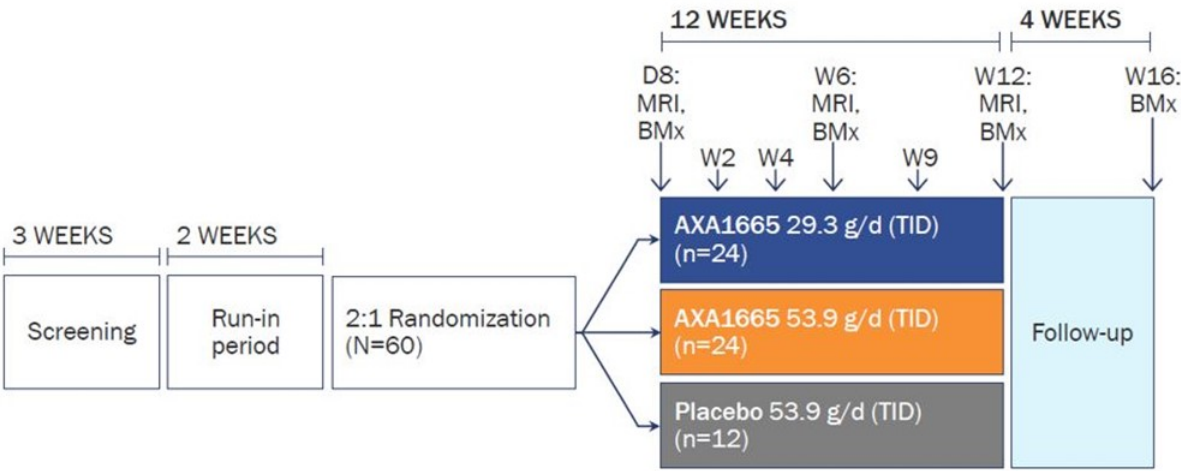 12 WEEKS
4 WEEKS
D8:
MRI,
BMx
W2
W4
W6:
MRI,
BMx
W9
W12:
MRI,
BMx
W16:
BMx
3 WEEKS
2 WEEKS
Screening
Run-in
period
2:1 Randomization
(N=60)
AXA1665 29.3 g/d (TID)
(n=24)
AXA1665 53.9 g/d (TID)
(n=24)
Placebo 53.9 g/d (TID)
(n=12)
Follow-up